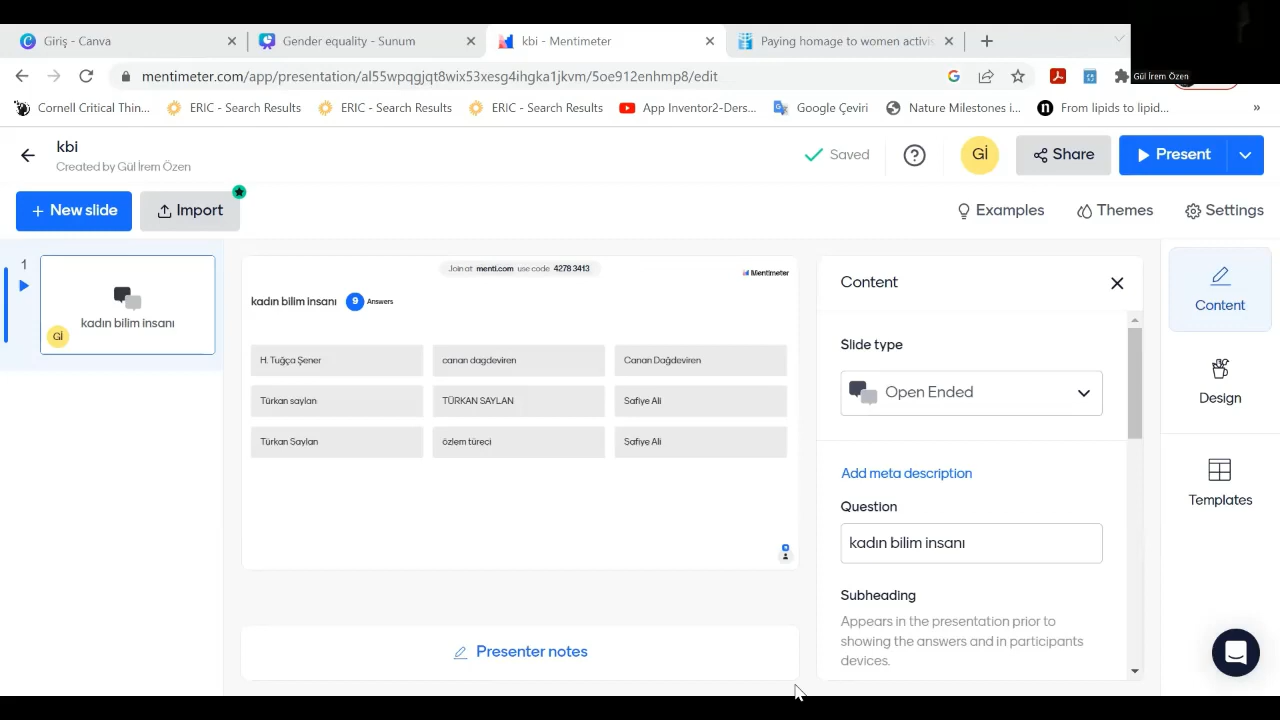 Giriş - Canva
Gender equality - Sunum
kbi - Mentimeter
Paying homage to women activis
mentimeter.com/app/presentation/al55wpqgjqt8wix53xesg4ihgka1jkvm/5oe912enhmp8/edit
Gül İrem Özen
Cornell Critical Thin...
ERIC - Search Results
ERIC - Search Results
ERIC - Search Results
App Inventor2-Ders...
Google Çeviri
Nature Milestones i...
From lipids to lipid...
kbi
Created by Gül İrem Özen
Saved
Gİ
Share
Present
+ New slide
Import
Examples
Themes
Settings
1
kadın bilim insanı
Gİ
Join at menti.com use code 4278 3413
Mentimeter
kadın bilim insanı 9 Answers
H. Tuğça Şener
canan dagdeviren
Canan Dağdeviren
Türkan saylan
TÜRKAN SAYLAN
Safiye Ali
Türkan Saylan
özlem türeci
Safiye Ali
Presenter notes
Content
Slide type
Open Ended
Add meta description
Question
kadın bilim insanı
Subheading
Appears in the presentation prior to
showing the answers and in participants
devices.
Content
Design
Templates